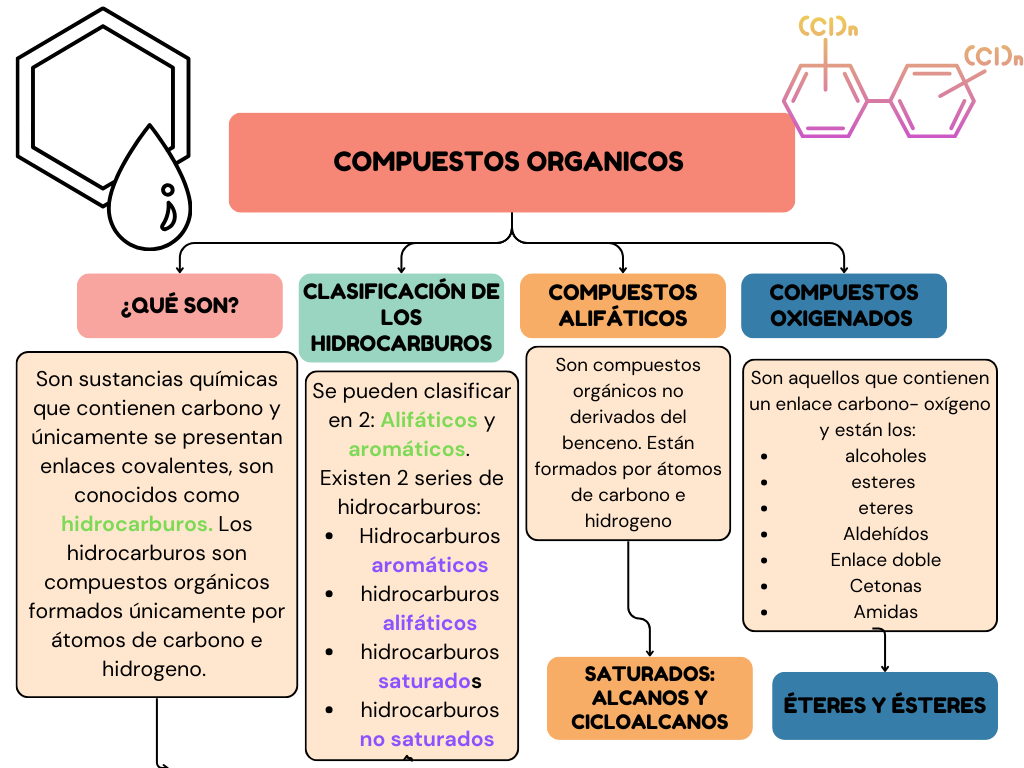 (Cl)n
(Cl)n
COMPUESTOS ORGANICOS
¿QUÉ SON?
Son sustancias químicas
que contienen carbono y
únicamente se presentan
enlaces covalentes, son
conocidos como
hidrocarburos. Los
hidrocarburos son
compuestos orgánicos
formados únicamente por
átomos de carbono e
hidrogeno.
CLASIFICACIÓN DE
LOS
HIDROCARBUROS
Se pueden clasificar
en 2: Alifáticos y
aromáticos.
Existen 2 series de
hidrocarburos:
• Hidrocarburos
aromáticos
• hidrocarburos
alifáticos
• hidrocarburos
saturados
• hidrocarburos
no saturados
COMPUESTOS
ALIFÁTICOS
Son compuestos
orgánicos no
derivados del
benceno. Están
formados por átomos
de carbono e
hidrogeno
SATURADOS:
ALCANOS Y
CICLOALCANOS
COMPUESTOS
OXIGENADOS
Son aquellos que contienen
un enlace carbono- oxígeno
y están los:
• alcoholes
• esteres
• eteres
• Aldehídos
• Enlace doble
• Cetonas
• Amidas
ÉTERES Y ÉSTERES